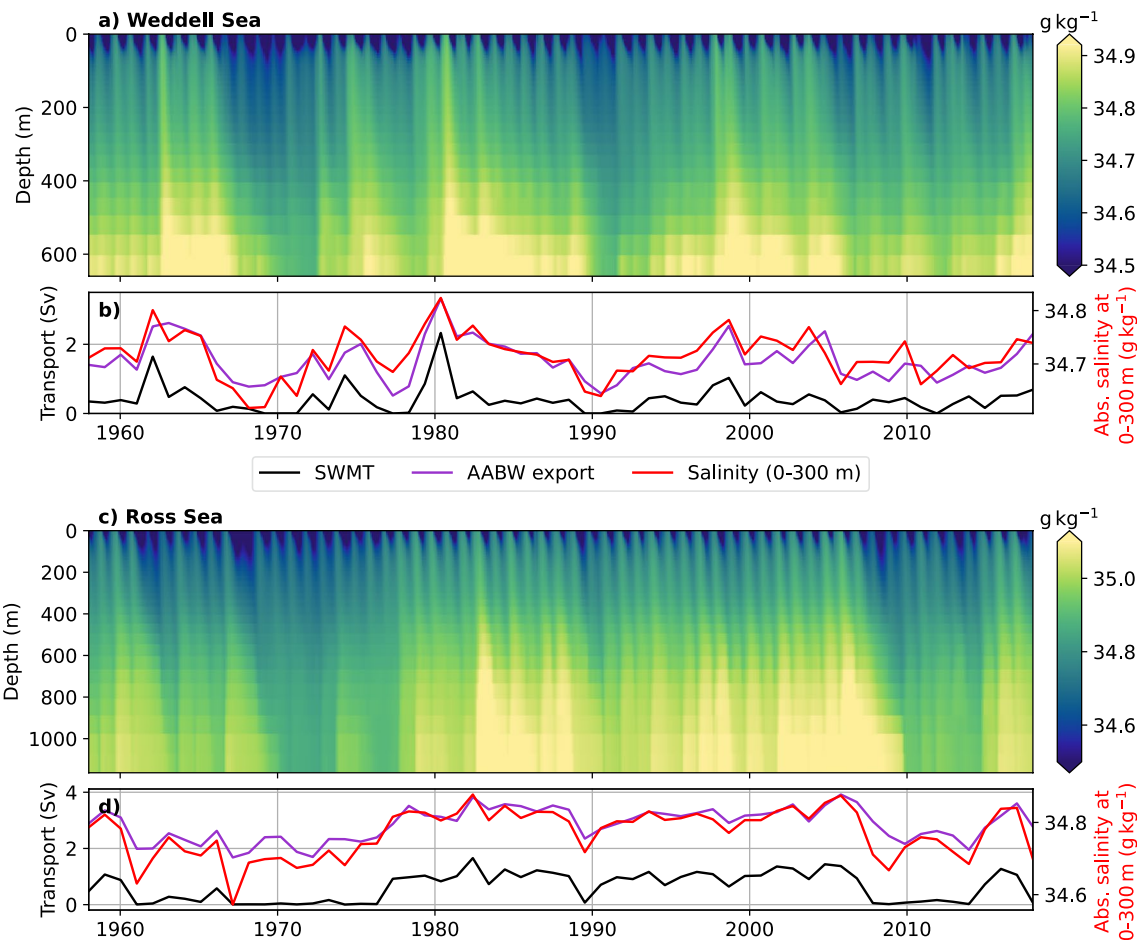 a) Weddell Sea
g kg⁻¹
0
200
400
600
Depth (m)
34.9
34.8
34.7
34.6
34.5
b)
Transport (Sv)
2
0
34.8
34.7
Abs. salinity at
0-300 m (g kg⁻¹)
1960 1970 1980 1990 2000 2010
SWMT AABW export Salinity (0-300 m)
c) Ross Sea
g kg⁻¹
0
200
400
600
800
1000
Depth (m)
35.0
34.8
34.6
d)
Transport (Sv)
4
2
0
34.8
34.6
Abs. salinity at
0-300 m (g kg⁻¹)
1960 1970 1980 1990 2000 2010